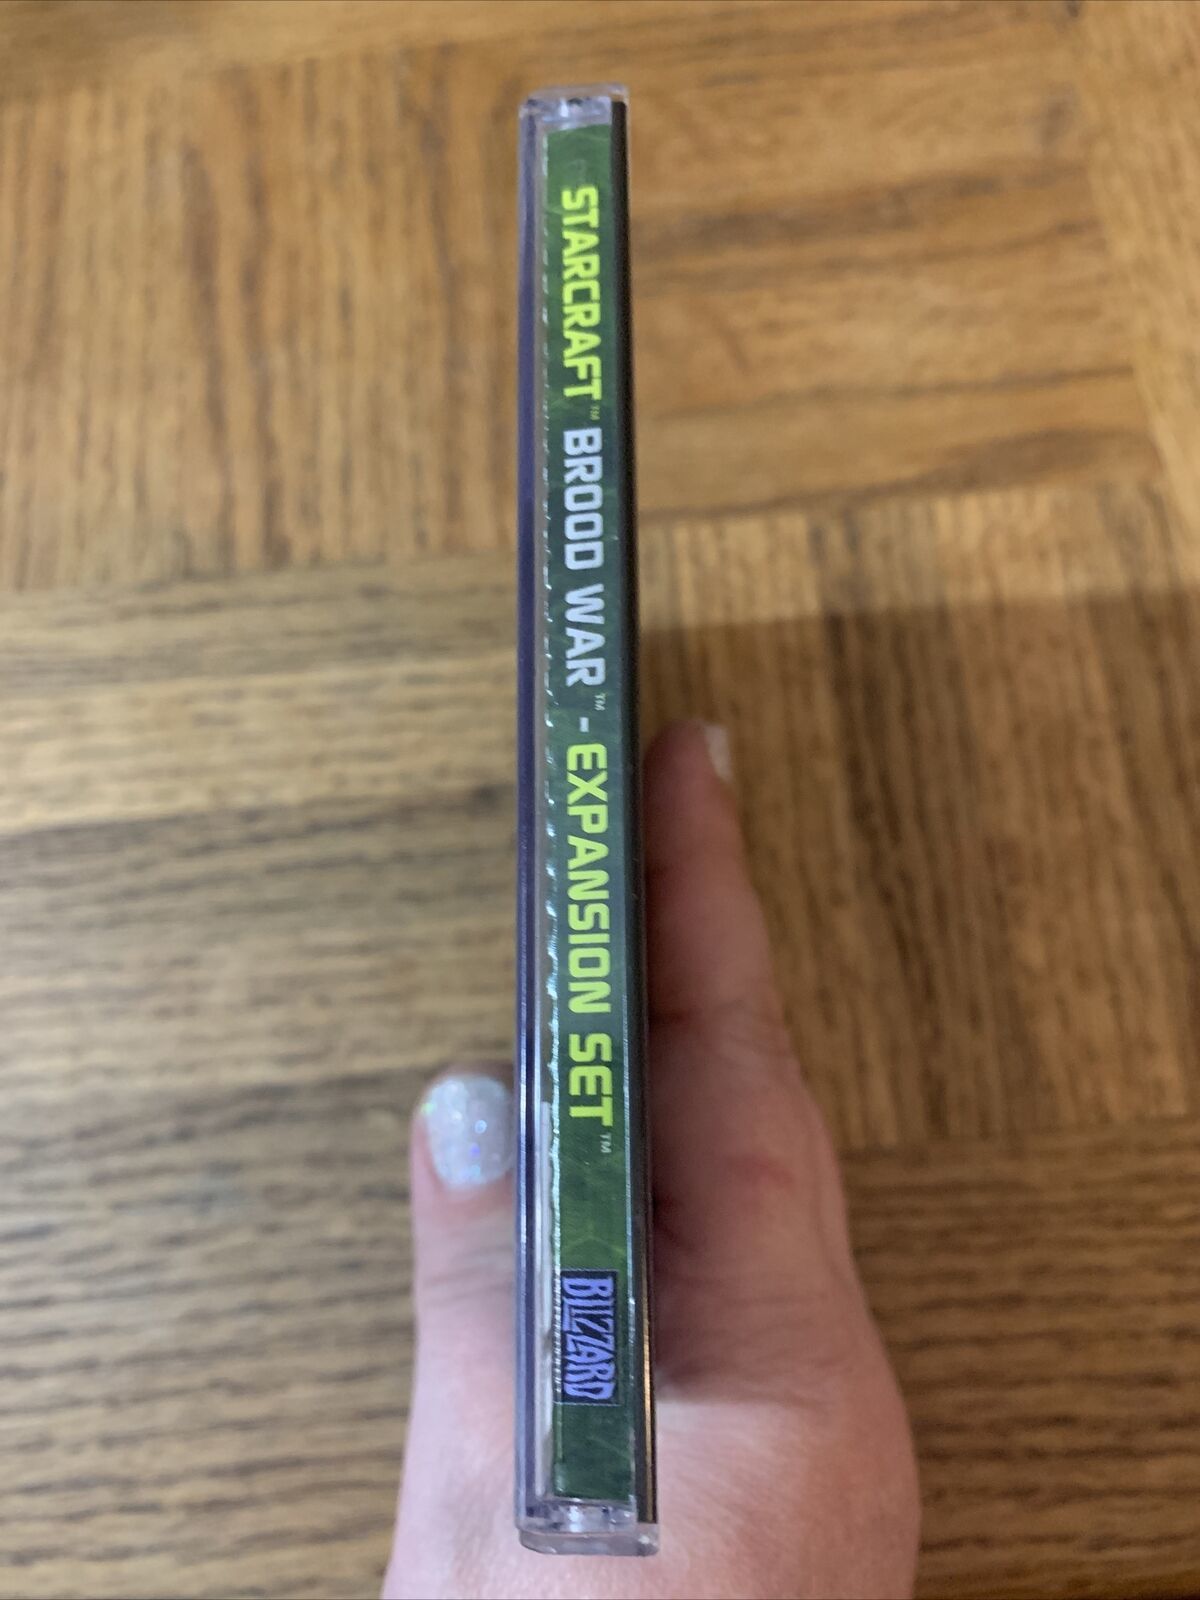 STARCRAFT™ BROOD WAR™ - EXPANSION SET™
BLIZZARD